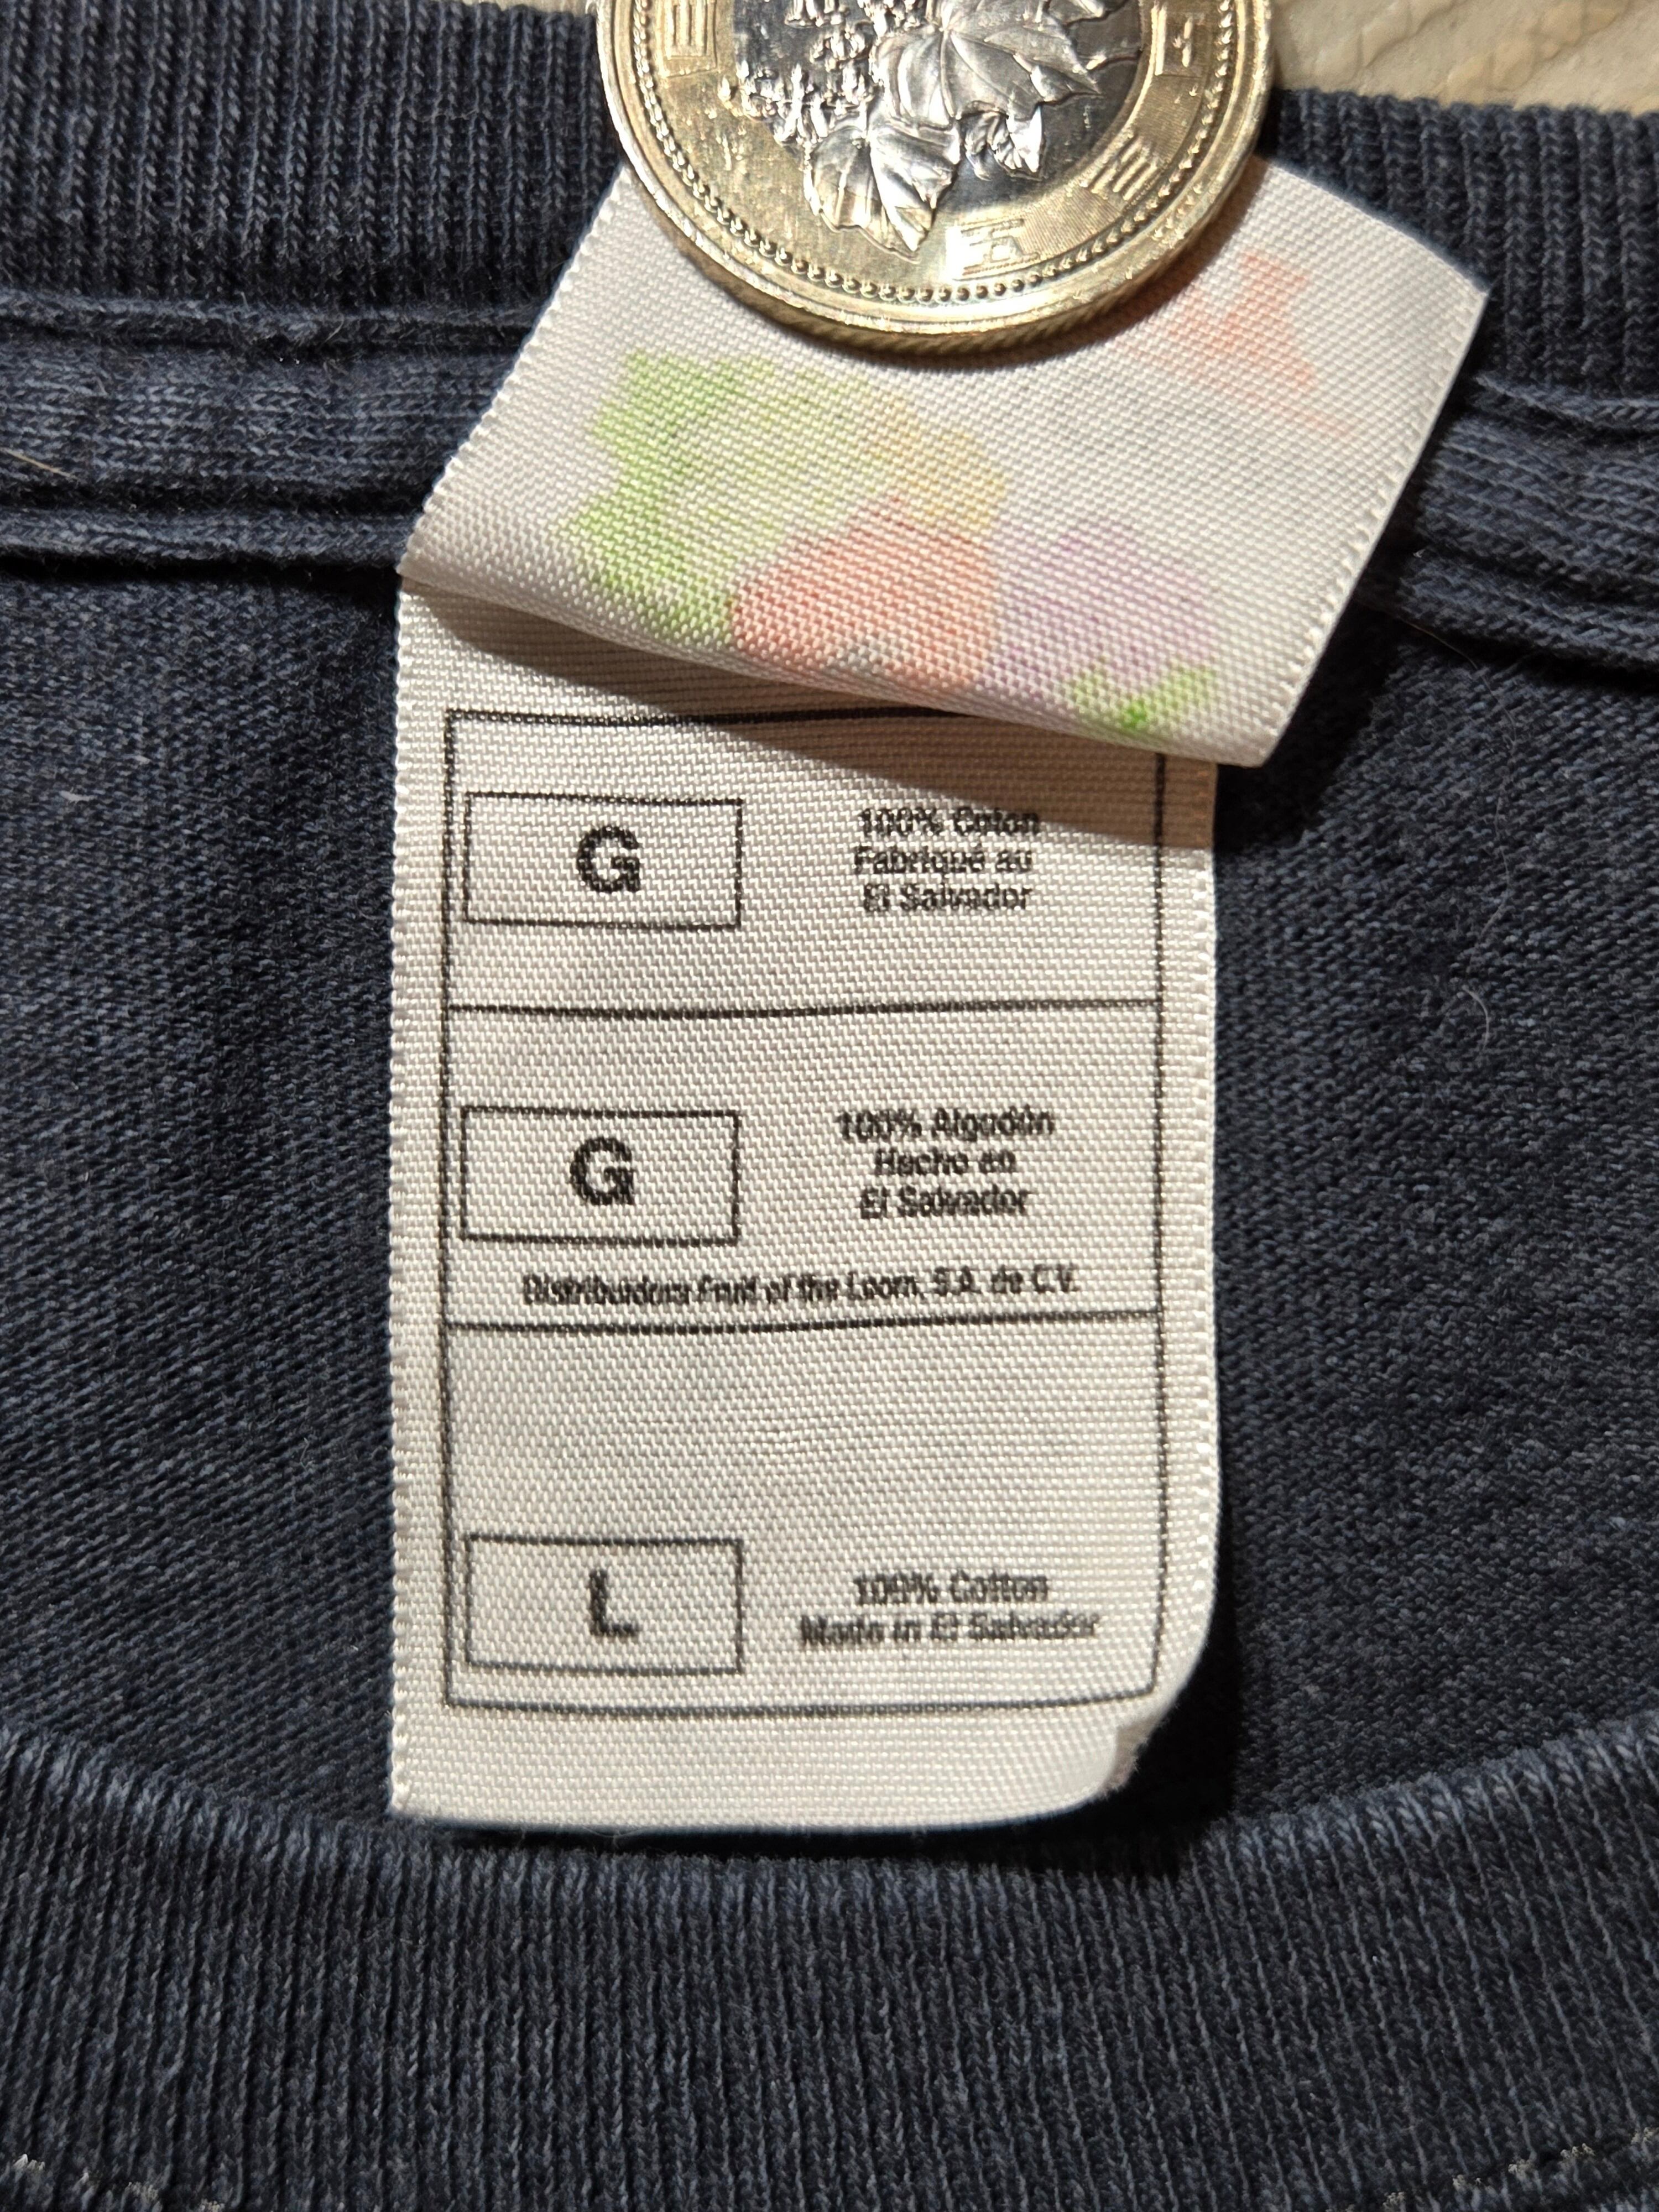 G
100% Coton
Fabriqué au
El Salvador
G
100% Algodón
Hecho en
El Salvador
Distribuidora Fruit of the Loom, S.A. de C.V.
L
100% Cotton
Made in El Salvador